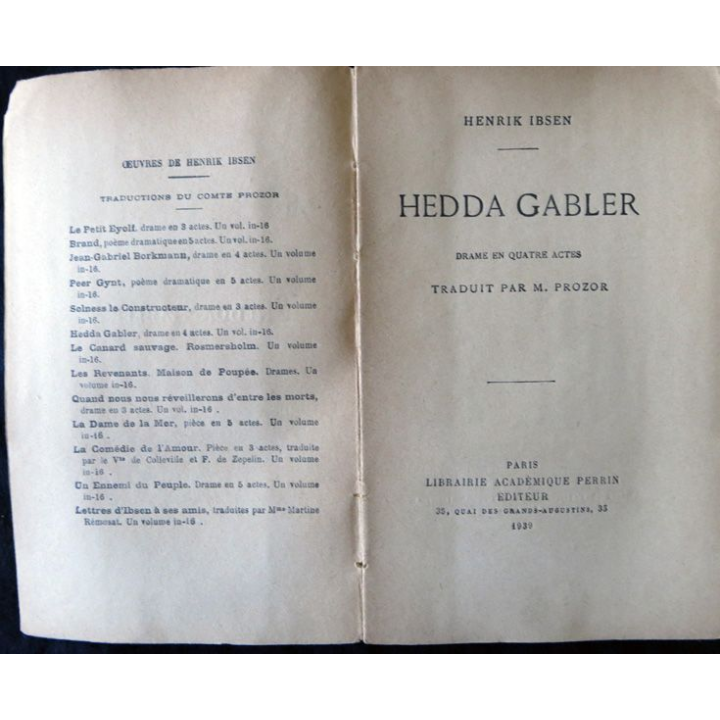 ŒUVRES DE HENRIK IBSEN
TRADUCTIONS DU COMTE PROZOR
Le Petit Eyolf. drame en 3 actes. Un vol. in-16
Brand, poème dramatique en 5 actes. Un vol. in-16.
Jean-Gabriel Borkmann, drame en 4 actes. Un volume
in-16.
Peer Gynt, poème dramatique en 5 actes. Un volume
in-16.
Solness le Constructeur, drame en 3 actes. Un volume
in-16.
Hedda Gabler, drame en 4 actes. Un vol. in-16.
Le Canard sauvage. Rosmersholm. Un volume
in-16.
Les Revenants. Maison de Poupée. Drames. Un
volume in-16.
Quand nous nous réveillerons d'entre les morts,
drame en 3 actes. Un vol. in-16 .
La Dame de la Mer, pièce en 5 actes. Un volume
in-16 .
La Comédie de l'Amour. Pièce en 3 actes, traduite
par le Vte de Colleville et F. de Zepelin. Un volume
in-16 .
Un Ennemi du Peuple. Drame en 5 actes. Un volume
in-16 .
Lettres d'Ibsen à ses amis, traduites par Mme Martine
Rémusat. Un volume in-16 .
HENRIK IBSEN
HEDDA GABLER
DRAME EN QUATRE ACTES
TRADUIT PAR M. PROZOR
PARIS
LIBRAIRIE ACADÉMIQUE PERRIN
EDITEUR
35, QUAI DES GRANDS-AUGUSTINS, 35
1930